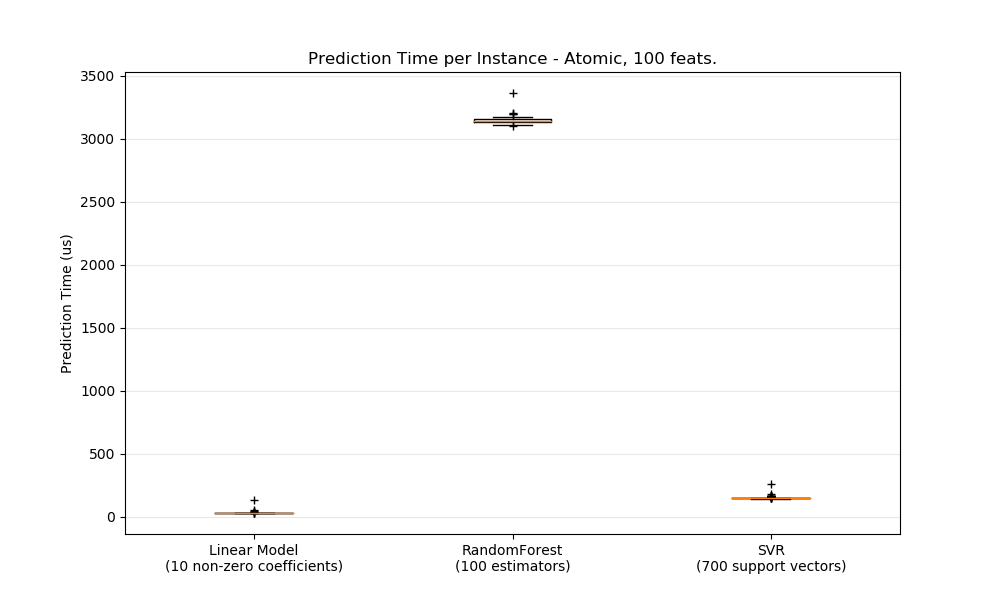 Prediction Time per Instance - Atomic, 100 feats.
Prediction Time (us)
3500
3000
2500
2000
1500
1000
500
0
Linear Model
(10 non-zero coefficients)
RandomForest
(100 estimators)
SVR
(700 support vectors)